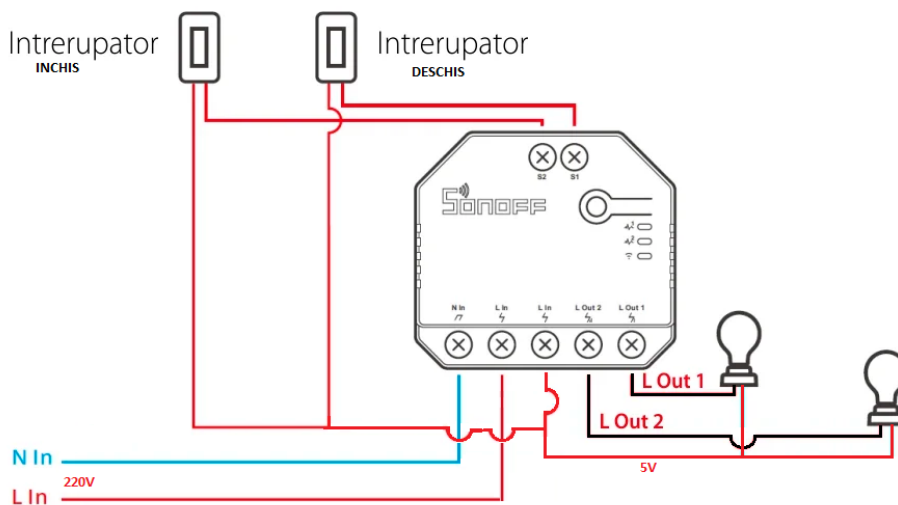 Intrerupator
INCHIS
Intrerupator
DESCHIS
S2 S1
SONOFF
N In L In L In L Out 2 L Out 1
L Out 1
L Out 2
N In
220V
5V
L In